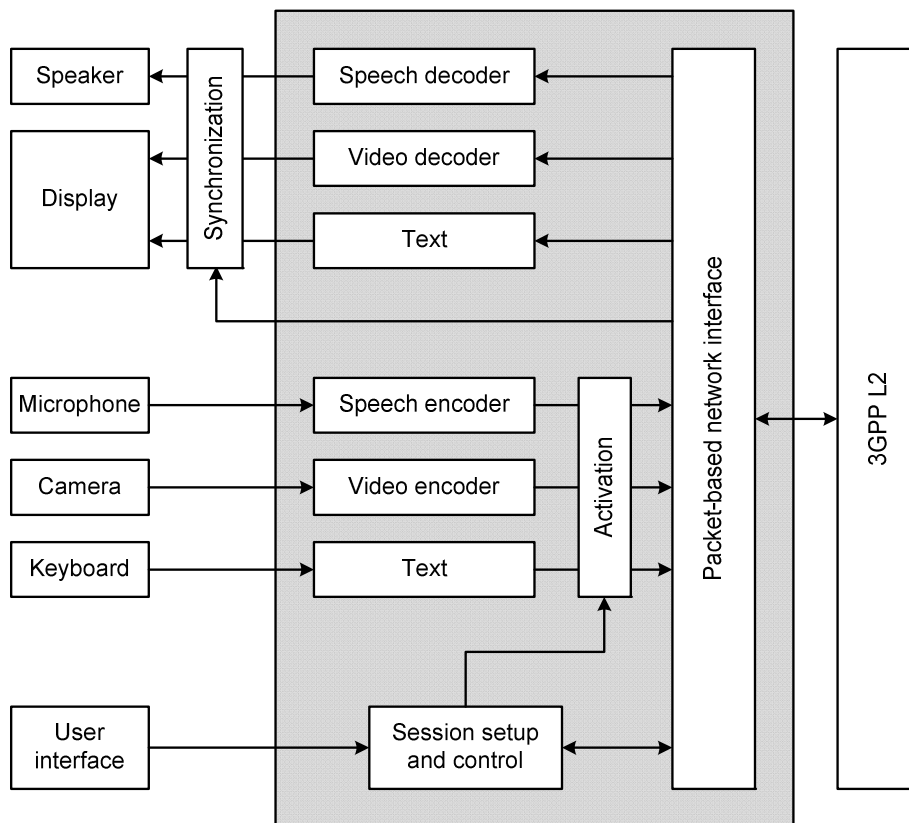 Speaker
Synchronization
Speech decoder
Video decoder
Display
Text
Packet-based network interface
3GPP L2
Microphone
Speech encoder
Activation
Camera
Video encoder
Keyboard
Text
User
interface
Session setup
and control